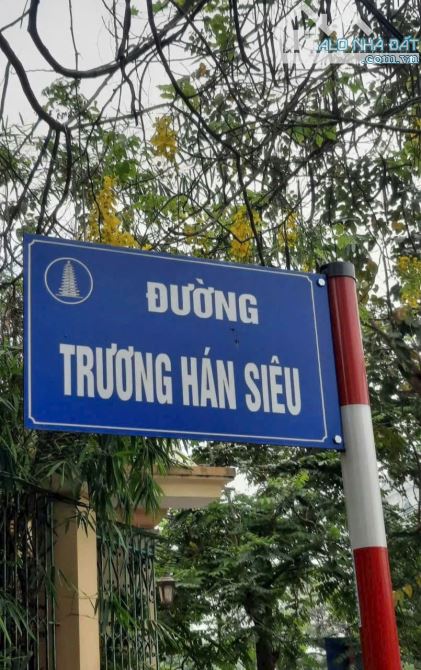 ALO NHÀ ĐẤT
.com.vn
ĐƯỜNG
TRƯƠNG HÁN SIÊU